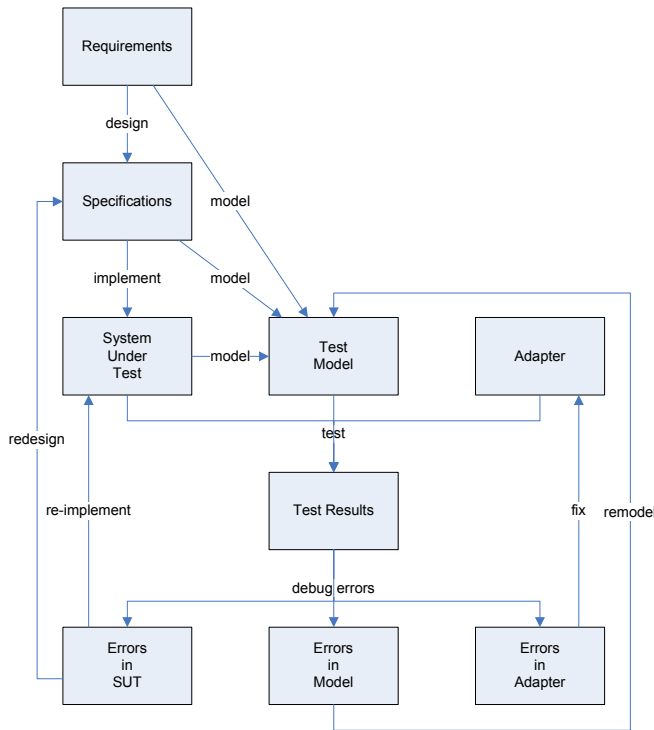 Requirements
design
Specifications
model
implement
model
System
Under
Test
model
Test
Model
Adapter
redesign
test
re-implement
Test Results
fix
remodel
debug errors
Errors
in
SUT
Errors
in
Model
Errors
in
Adapter